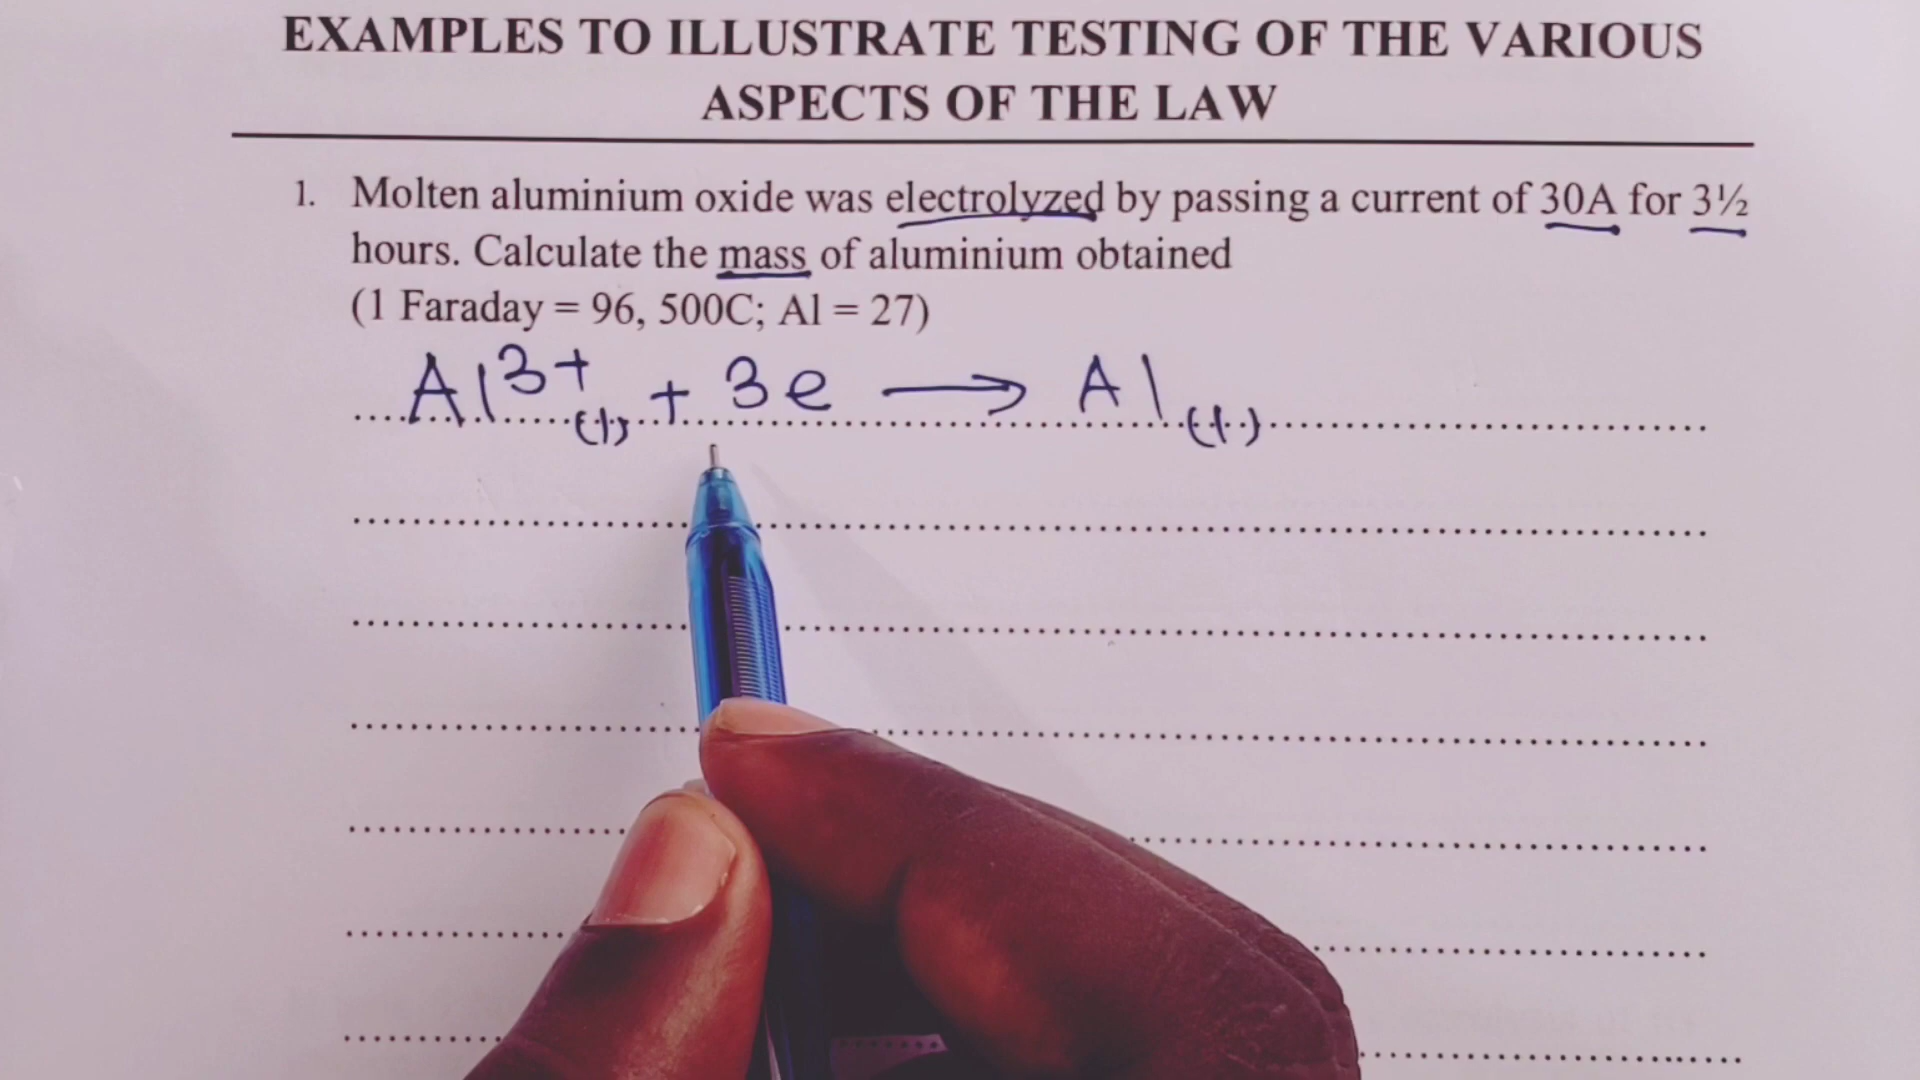 EXAMPLES TO ILLUSTRATE TESTING OF THE VARIOUS
ASPECTS OF THE LAW
1. Molten aluminium oxide was electrolyzed by passing a current of 30A for 3½
hours. Calculate the mass of aluminium obtained
(1 Faraday = 96, 500C; Al = 27)
Al³⁺(l) + 3e → Al(l)